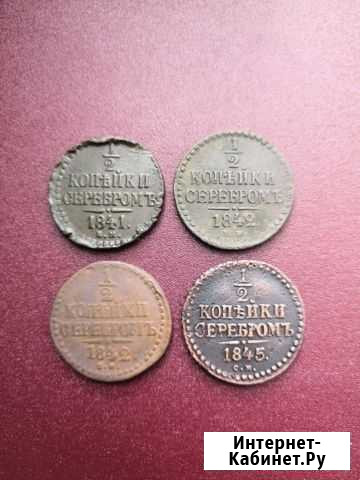 1/2
КОПѢЙКИ
СЕРЕБРОМЪ
1841.
1/2
КОПѢЙКИ
СЕРЕБРОМЪ
1842
1/2
КОПѢЙКИ
СЕРЕБРОМЪ
1842
С.М.
1/2
КОПѢЙКИ
СЕРЕБРОМЪ
1845.
С.М.
Интернет-
Кабинет.Ру